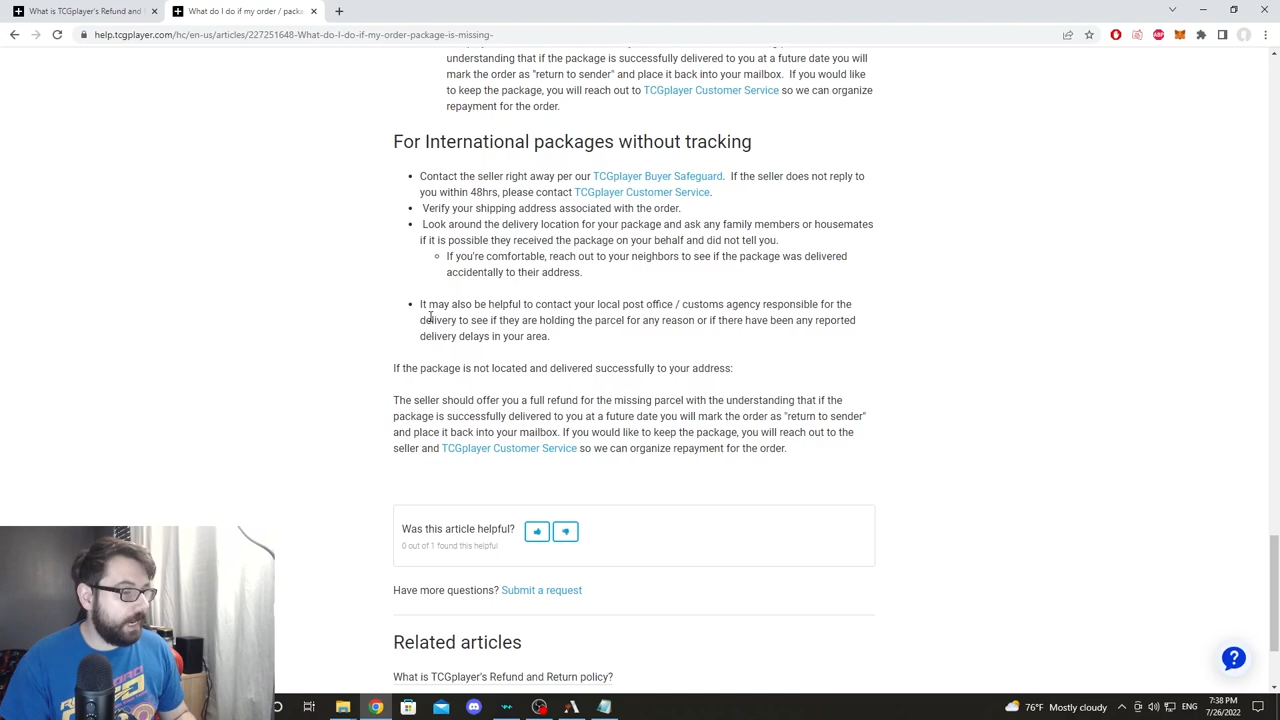 What is TCGplayer's Refund and
What do I do if my order / packa
help.tcgplayer.com/hc/en-us/articles/227251648-What-do-I-do-if-my-order-package-is-missing-
understanding that if the package is successfully delivered to you at a future date you will
mark the order as "return to sender" and place it back into your mailbox. If you would like
to keep the package, you will reach out to TCGplayer Customer Service so we can organize
repayment for the order.
For International packages without tracking
Contact the seller right away per our TCGplayer Buyer Safeguard. If the seller does not reply to
you within 48hrs, please contact TCGplayer Customer Service.
Verify your shipping address associated with the order.
Look around the delivery location for your package and ask any family members or housemates
if it is possible they received the package on your behalf and did not tell you.
If you're comfortable, reach out to your neighbors to see if the package was delivered
accidentally to their address.
It may also be helpful to contact your local post office / customs agency responsible for the
delivery to see if they are holding the parcel for any reason or if there have been any reported
delivery delays in your area.
If the package is not located and delivered successfully to your address:
The seller should offer you a full refund for the missing parcel with the understanding that if the
package is successfully delivered to you at a future date you will mark the order as "return to sender"
and place it back into your mailbox. If you would like to keep the package, you will reach out to the
seller and TCGplayer Customer Service so we can organize repayment for the order.
Was this article helpful?
0 out of 1 found this helpful
Have more questions? Submit a request
Related articles
What is TCGplayer's Refund and Return policy?
76°F Mostly cloudy
ENG
7:38 PM
7/26/2022